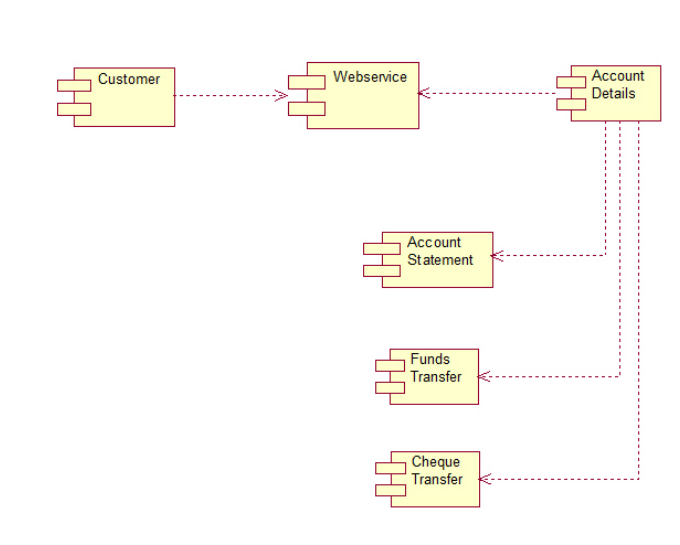 Customer
Webservice
Account
Details
Account
Statement
Funds
Transfer
Cheque
Transfer